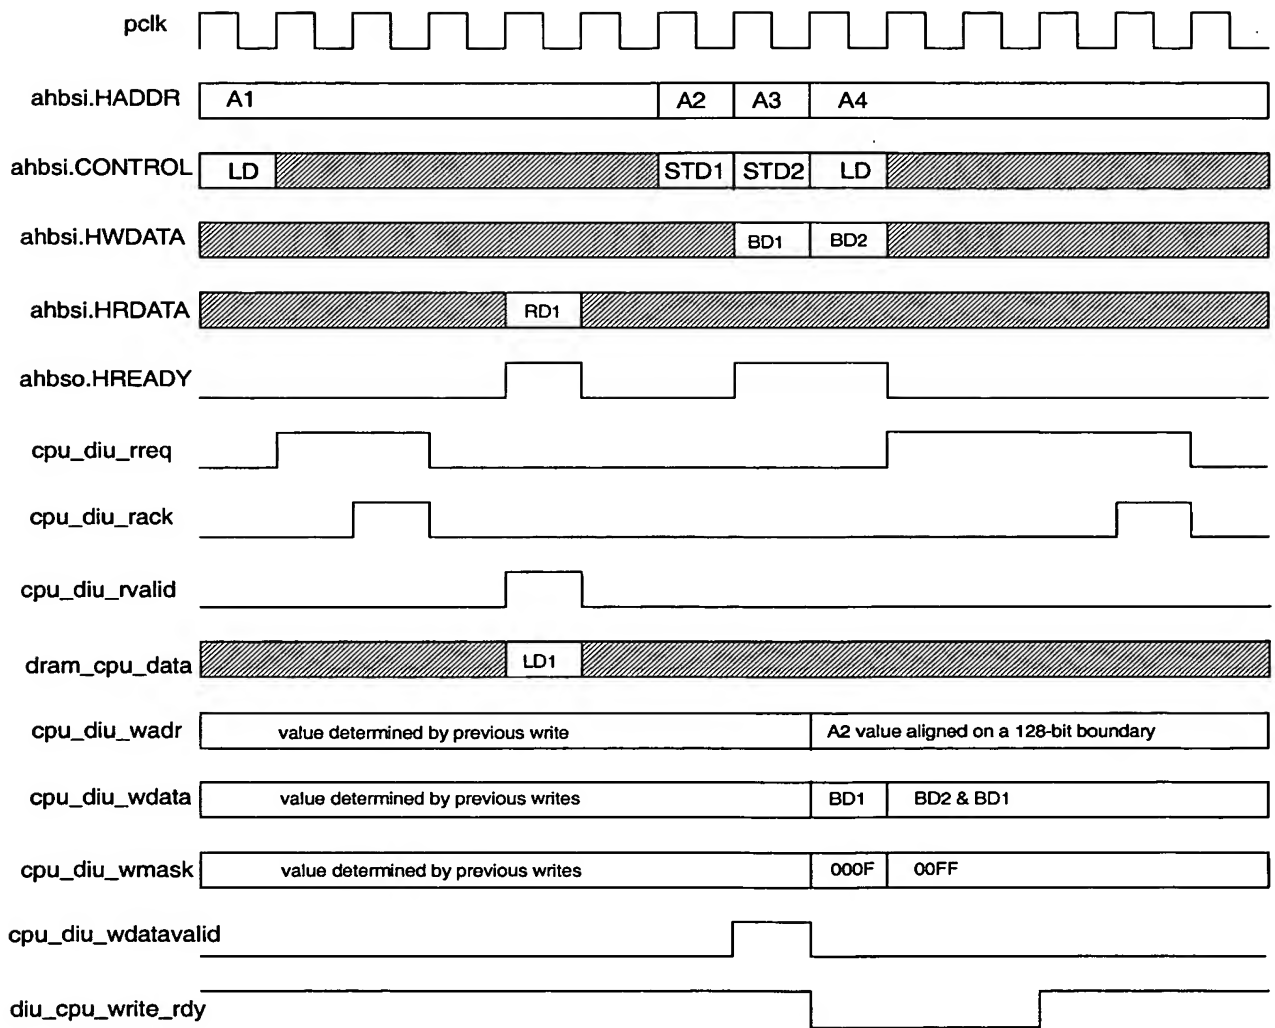 pclk
ahbsi.HADDR A1 A2 A3 A4
ahbsi.CONTROL LD STD1 STD2 LD
ahbsi.HWDATA BD1 BD2
ahbsi.HRDATA RD1
ahbso.HREADY
cpu_diu_rreq
cpu_diu_rack
cpu_diu_rvalid
dram_cpu_data LD1
cpu_diu_wadr value determined by previous write A2 value aligned on a 128-bit boundary
cpu_diu_wdata value determined by previous writes BD1 BD2 & BD1
cpu_diu_wmask value determined by previous writes 000F 00FF
cpu_diu_wdatavalid
diu_cpu_write_rdy